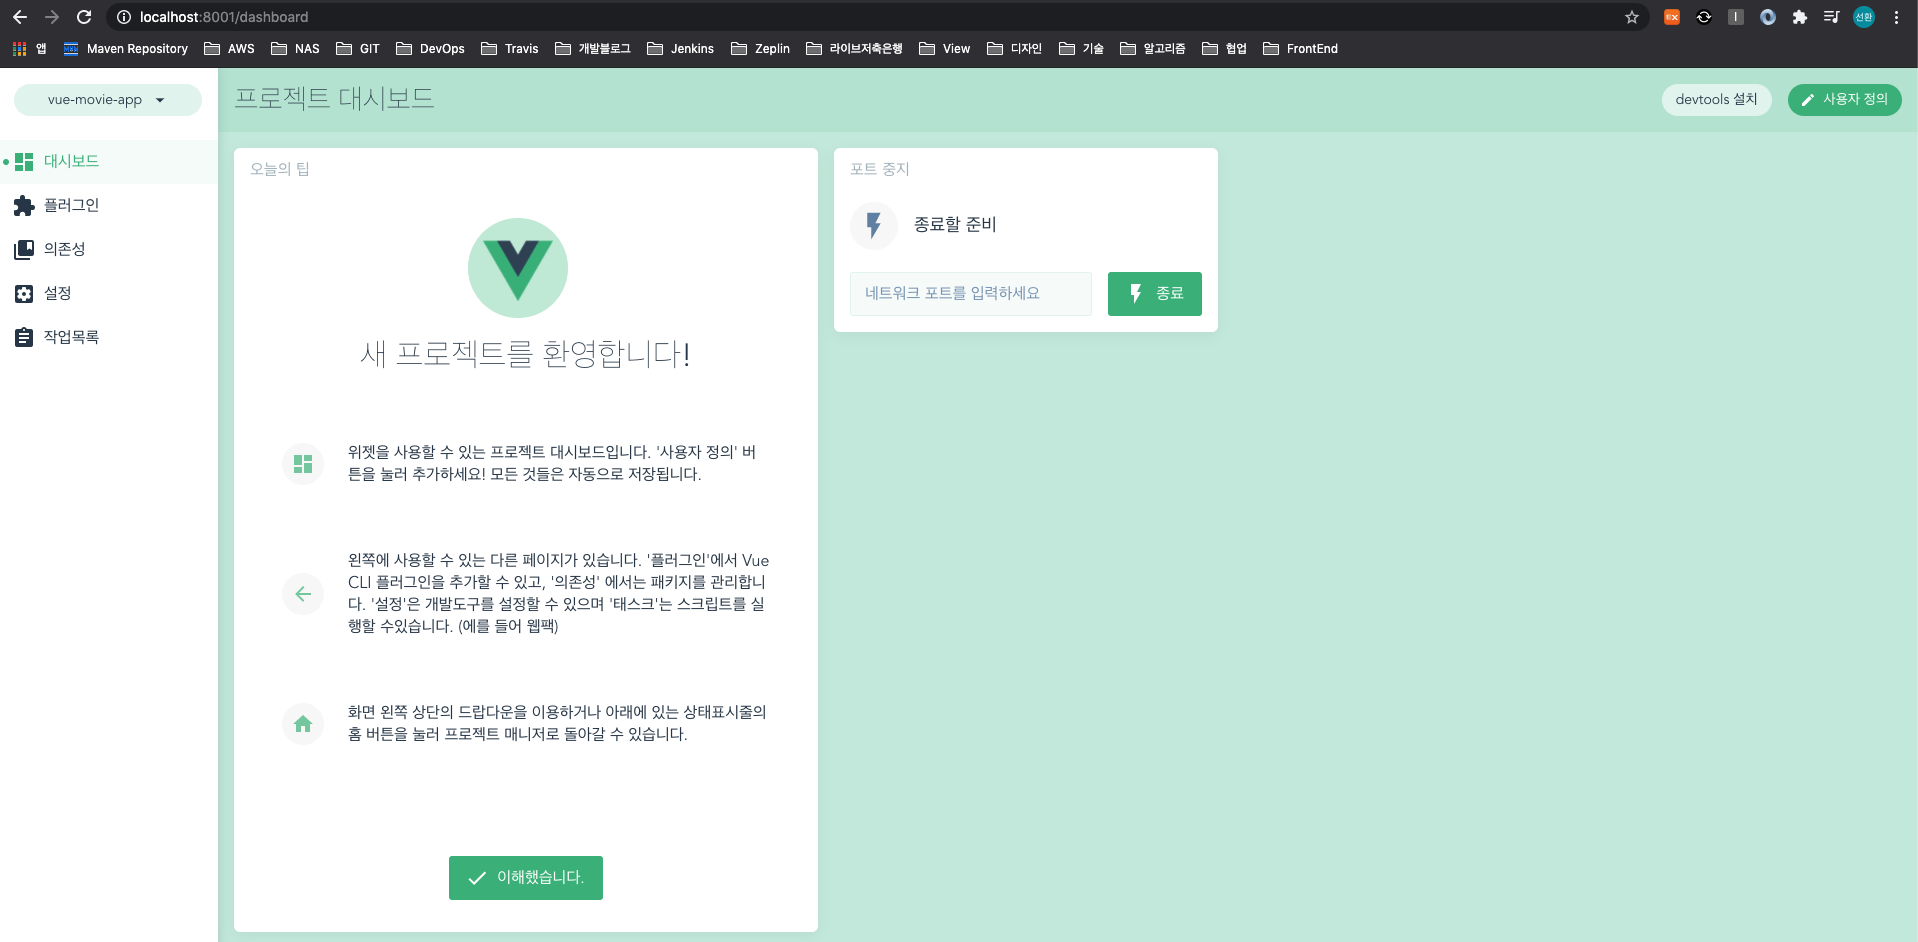 localhost:8001/dashboard
앱 Maven Repository AWS NAS GIT DevOps Travis 개발블로그 Jenkins Zeplin 라이브저축은행 View 디자인 기술 알고리즘 협업 FrontEnd
EX
선환
vue-movie-app
프로젝트 대시보드
devtools 설치
사용자 정의
대시보드
플러그인
의존성
설정
작업목록
오늘의 팁
새 프로젝트를 환영합니다!
위젯을 사용할 수 있는 프로젝트 대시보드입니다. '사용자 정의' 버
튼을 눌러 추가하세요! 모든 것들은 자동으로 저장됩니다.
왼쪽에 사용할 수 있는 다른 페이지가 있습니다. '플러그인'에서 Vue
CLI 플러그인을 추가할 수 있고, '의존성' 에서는 패키지를 관리합니
다. '설정'은 개발도구를 설정할 수 있으며 '태스크'는 스크립트를 실
행할 수있습니다. (에를 들어 웹팩)
화면 왼쪽 상단의 드랍다운을 이용하거나 아래에 있는 상태표시줄의
홈 버튼을 눌러 프로젝트 매니저로 돌아갈 수 있습니다.
이해했습니다.
포트 중지
종료할 준비
네트워크 포트를 입력하세요
종료